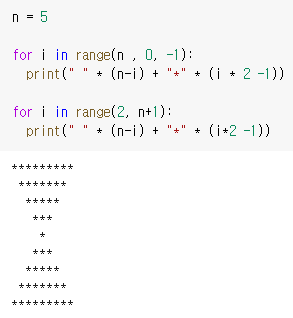 n = 5
for i in range(n , 0, -1):
  print(" " * (n-i) + "*" * (i * 2 -1))
for i in range(2, n+1):
  print(" " * (n-i) + "*" * (i*2 -1))
*********
 *******
  *****
   ***
    *
   ***
  *****
 *******
*********